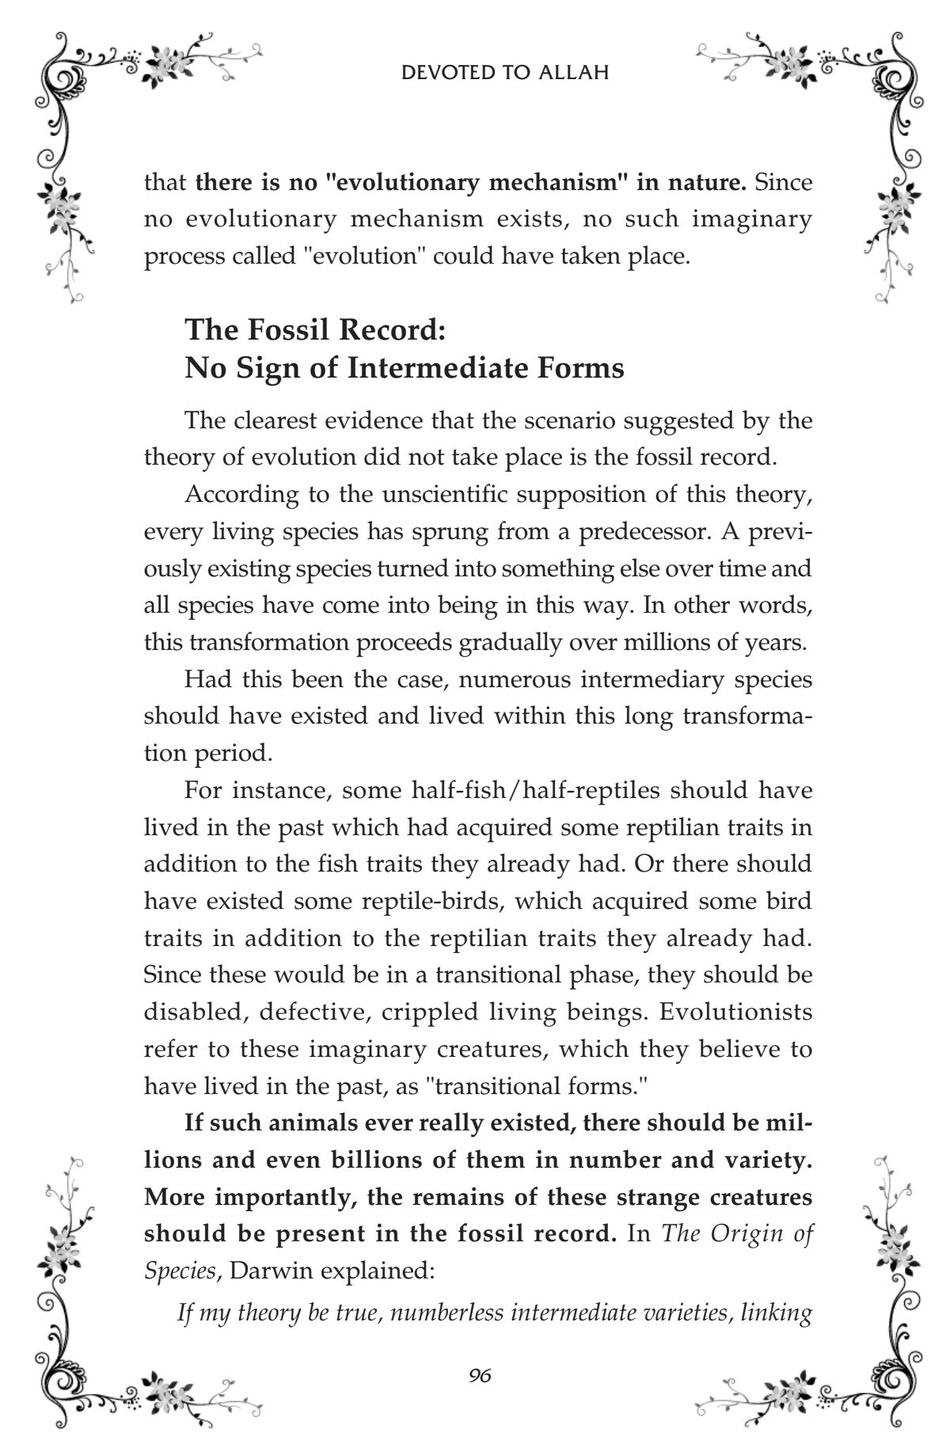 DEVOTED TO ALLAH
that there is no "evolutionary mechanism" in nature. Since
no evolutionary mechanism exists, no such imaginary
process called "evolution" could have taken place.
The Fossil Record:
No Sign of Intermediate Forms
The clearest evidence that the scenario suggested by the
theory of evolution did not take place is the fossil record.
According to the unscientific supposition of this theory,
every living species has sprung from a predecessor. A previ-
ously existing species turned into something else over time and
all species have come into being in this way. In other words,
this transformation proceeds gradually over millions of years.
Had this been the case, numerous intermediary species
should have existed and lived within this long transforma-
tion period.
For instance, some half-fish/half-reptiles should have
lived in the past which had acquired some reptilian traits in
addition to the fish traits they already had. Or there should
have existed some reptile-birds, which acquired some bird
traits in addition to the reptilian traits they already had.
Since these would be in a transitional phase, they should be
disabled, defective, crippled living beings. Evolutionists
refer to these imaginary creatures, which they believe to
have lived in the past, as "transitional forms."
If such animals ever really existed, there should be mil-
lions and even billions of them in number and variety.
More importantly, the remains of these strange creatures
should be present in the fossil record. In The Origin of
Species, Darwin explained:
If my theory be true, numberless intermediate varieties, linking
96